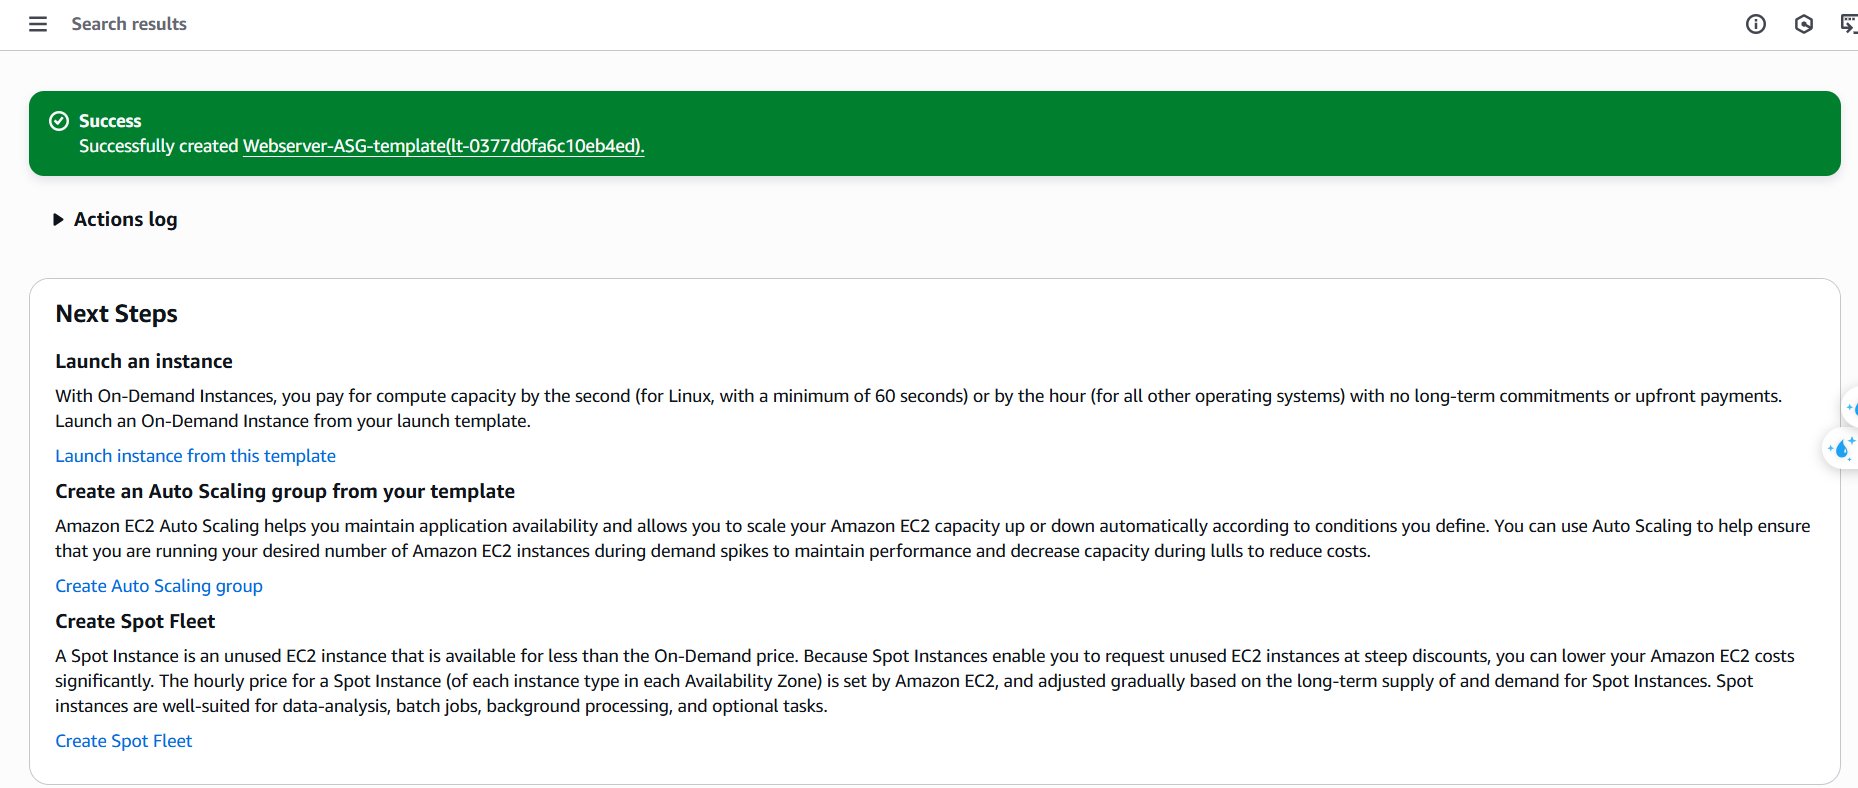 Search results
Success
Successfully created Webserver-ASG-template(lt-0377d0fa6c10eb4ed).
Actions log
Next Steps
Launch an instance
With On-Demand Instances, you pay for compute capacity by the second (for Linux, with a minimum of 60 seconds) or by the hour (for all other operating systems) with no long-term commitments or upfront payments.
Launch an On-Demand Instance from your launch template.
Launch instance from this template
Create an Auto Scaling group from your template
Amazon EC2 Auto Scaling helps you maintain application availability and allows you to scale your Amazon EC2 capacity up or down automatically according to conditions you define. You can use Auto Scaling to help ensure
that you are running your desired number of Amazon EC2 instances during demand spikes to maintain performance and decrease capacity during lulls to reduce costs.
Create Auto Scaling group
Create Spot Fleet
A Spot Instance is an unused EC2 instance that is available for less than the On-Demand price. Because Spot Instances enable you to request unused EC2 instances at steep discounts, you can lower your Amazon EC2 costs
significantly. The hourly price for a Spot Instance (of each instance type in each Availability Zone) is set by Amazon EC2, and adjusted gradually based on the long-term supply of and demand for Spot Instances. Spot
instances are well-suited for data-analysis, batch jobs, background processing, and optional tasks.
Create Spot Fleet